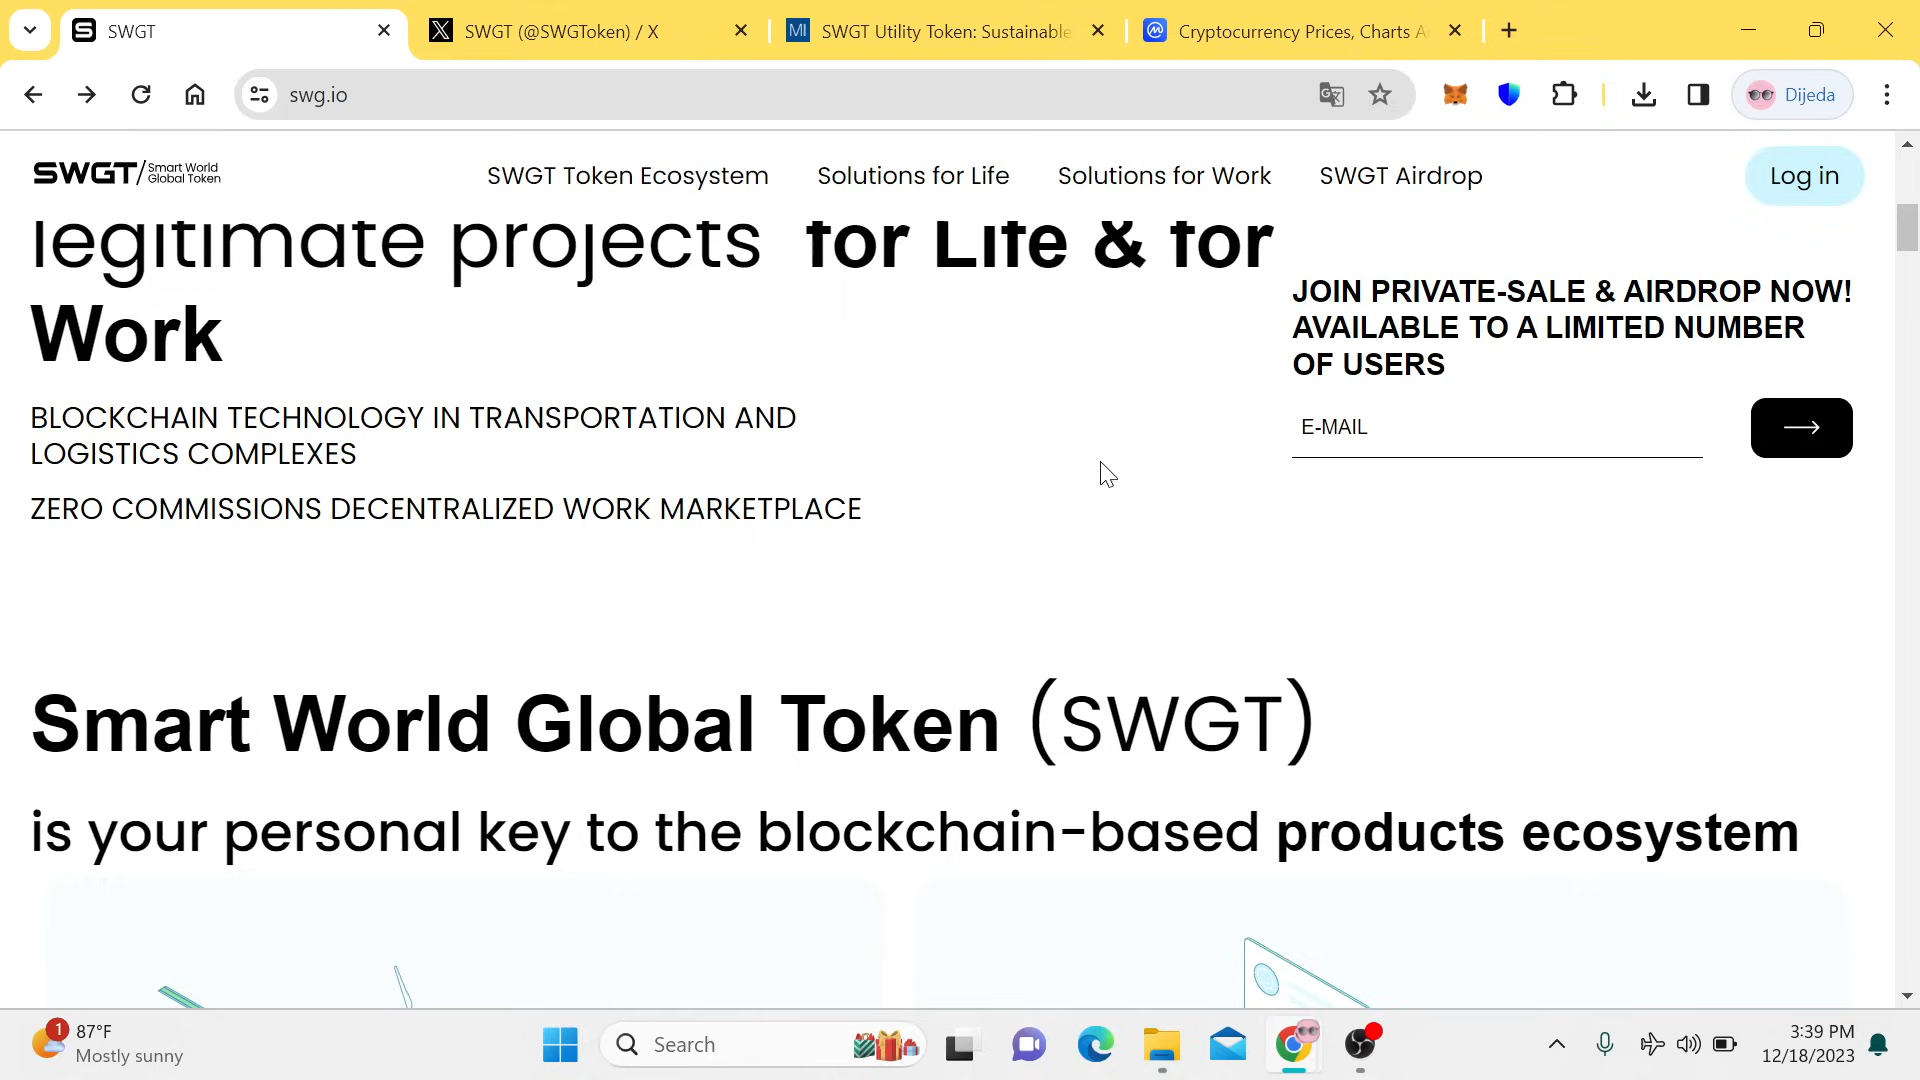 SWGT
SWGT (@SWGToken) / X
SWGT Utility Token: Sustainable
Cryptocurrency Prices, Charts A
swg.io
Dijeda
SWGT/Smart World
Global Token
SWGT Token Ecosystem
Solutions for Life
Solutions for Work
SWGT Airdrop
Log in
legitimate projects for Life & for
Work
JOIN PRIVATE-SALE & AIRDROP NOW!
AVAILABLE TO A LIMITED NUMBER
OF USERS
E-MAIL
BLOCKCHAIN TECHNOLOGY IN TRANSPORTATION AND
LOGISTICS COMPLEXES
ZERO COMMISSIONS DECENTRALIZED WORK MARKETPLACE
Smart World Global Token (SWGT)
is your personal key to the blockchain-based products ecosystem
1
87°F
Mostly sunny
Search
3:39 PM
12/18/2023